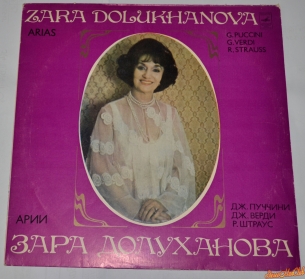 ZARA DOLUKHANOVA
ARIAS
G. PUCCINI
G. VERDI
R. STRAUSS
АРИИ
ДЖ. ПУЧЧИНИ
ДЖ. ВЕРДИ
Р. ШТРАУС
ЗАРА ДОЛУХАНОВА